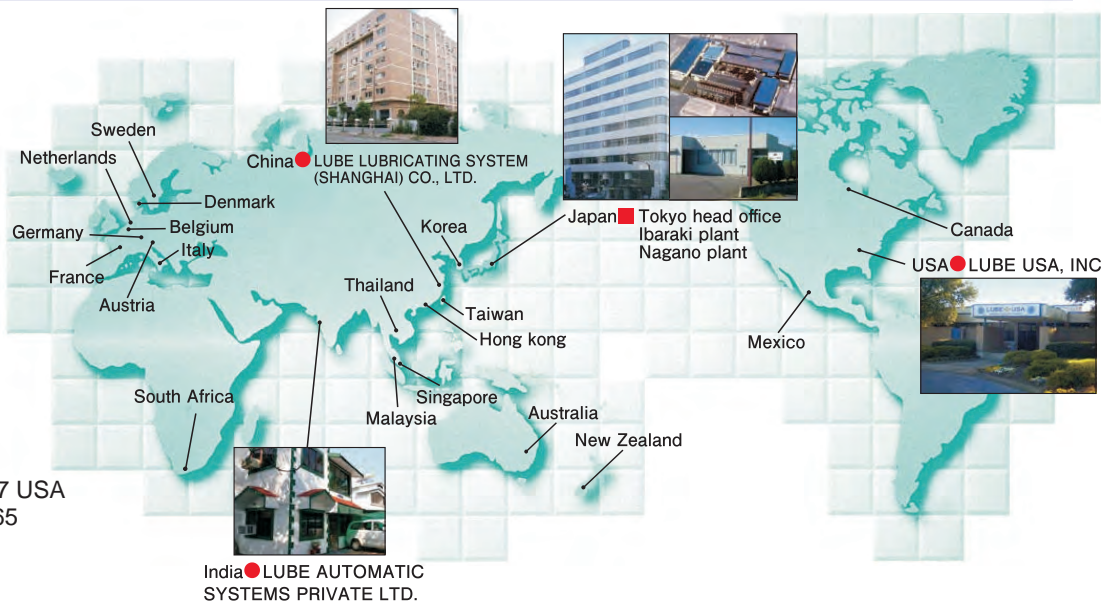 Sweden
Netherlands
China LUBE LUBRICATING SYSTEM
(SHANGHAI) CO., LTD.
Denmark
Germany
Belgium
Italy
France
Austria
Korea
Japan Tokyo head office
Ibaraki plant
Nagano plant
Canada
USA LUBE USA, INC
LUBE USA
Thailand
Taiwan
Hong kong
Mexico
South Africa
Singapore
Malaysia
Australia
New Zealand
7 USA
65
India LUBE AUTOMATIC
SYSTEMS PRIVATE LTD.